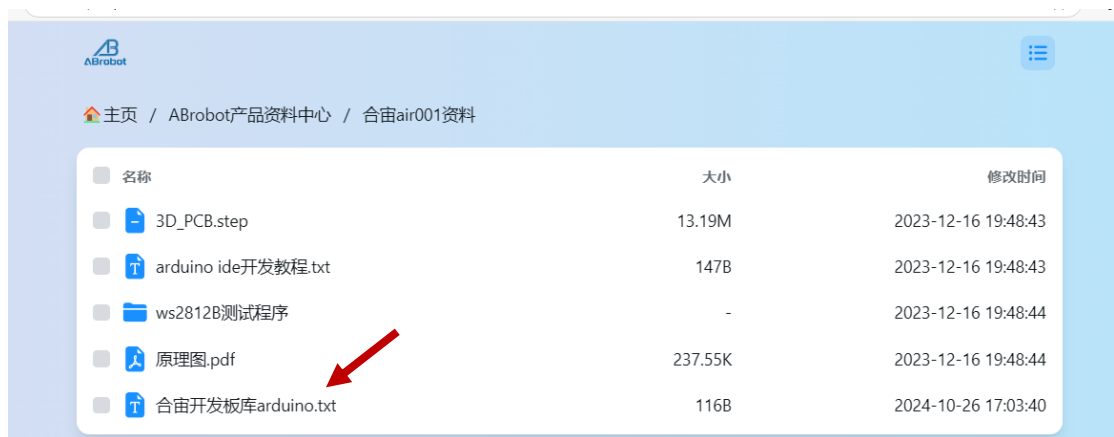 ABrobot
主页 / ABrobot产品资料中心 / 合宙air001资料
名称 大小 修改时间
3D_PCB.step 13.19M 2023-12-16 19:48:43
arduino ide开发教程.txt 147B 2023-12-16 19:48:43
ws2812B测试程序 - 2023-12-16 19:48:44
原理图.pdf 237.55K 2023-12-16 19:48:44
合宙开发板库arduino.txt 116B 2024-10-26 17:03:40